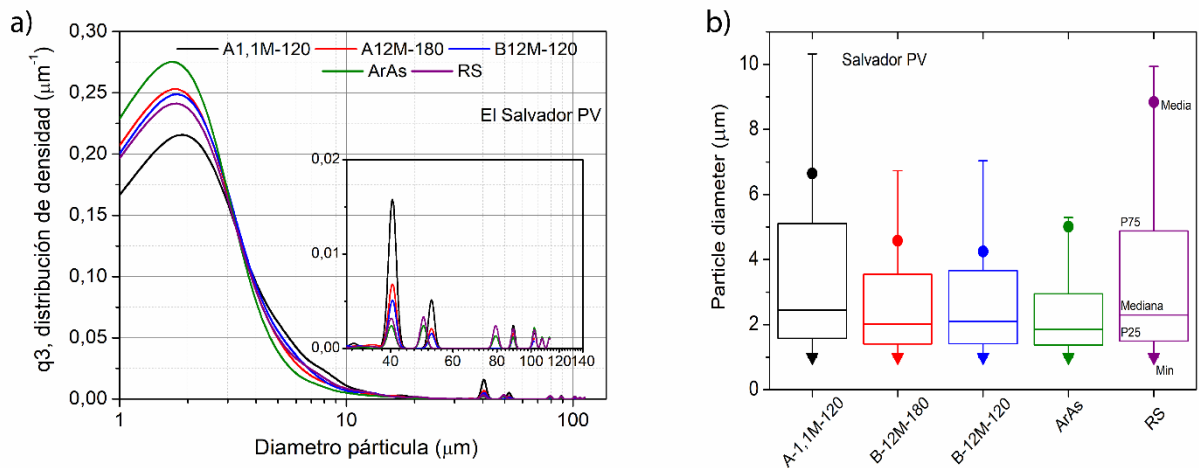 a)
A1,1M-120 A12M-180 B12M-120
ArAs RS
El Salvador PV
q3, distribución de densidad (μm⁻¹)
0,30
0,25
0,20
0,15
0,10
0,05
0,00
1 10 100
Diametro párticula (μm)
0,02
0,01
0,00
40 60 80 100 120 140
b)
Salvador PV
Particle diameter (μm)
10
8
6
4
2
0
Media
P75
Mediana
P25
Min
A-1,1M-120
B-12M-180
B-12M-120
ArAs
RS